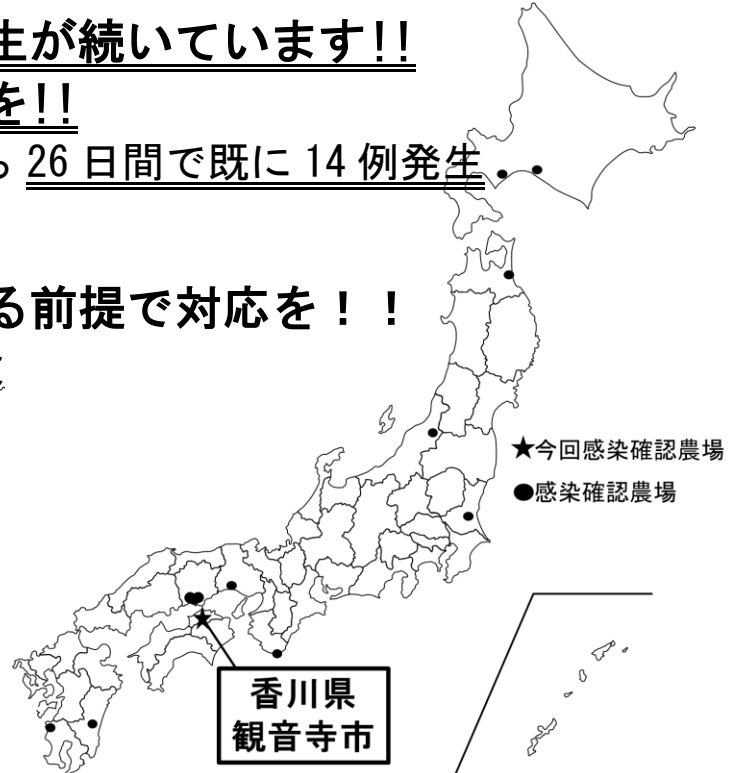 生が続いています!!
を!!
ら 26 日間で既に 14 例発生
る前提で対応を！！
★今回感染確認農場
●感染確認農場
香川県
観音寺市